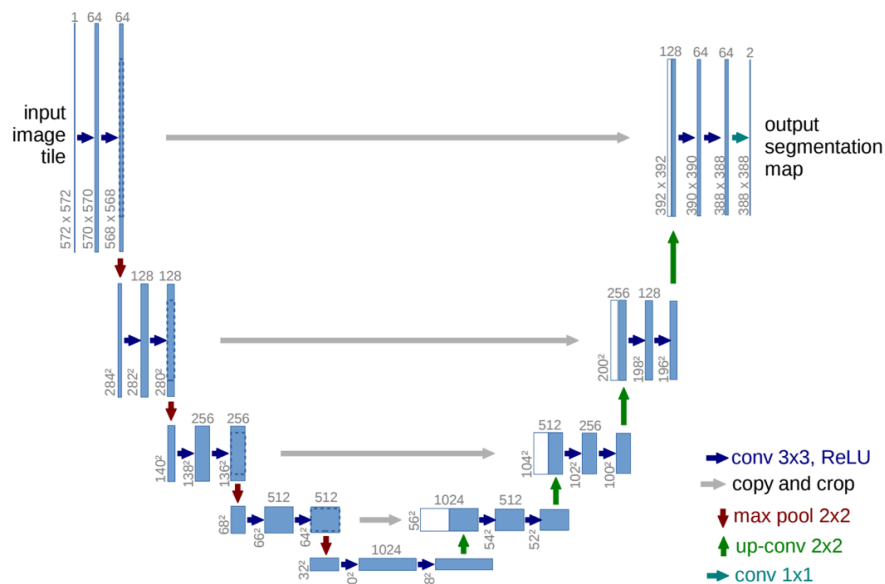 1
64
64
input
image
tile
572 x 572
570 x 570
568 x 568
128
64
64
2
output
segmentation
map
392 x 392
390 x 390
388 x 388
388 x 388
128
128
284²
282²
280²
256
128
200²
198²
196²
256
256
140²
138²
136²
512
256
104²
102²
100²
512
512
68²
66²
64²
1024
512
56²
54²
52²
1024
32²
0²
8²
conv 3x3, ReLU
copy and crop
max pool 2x2
up-conv 2x2
conv 1x1